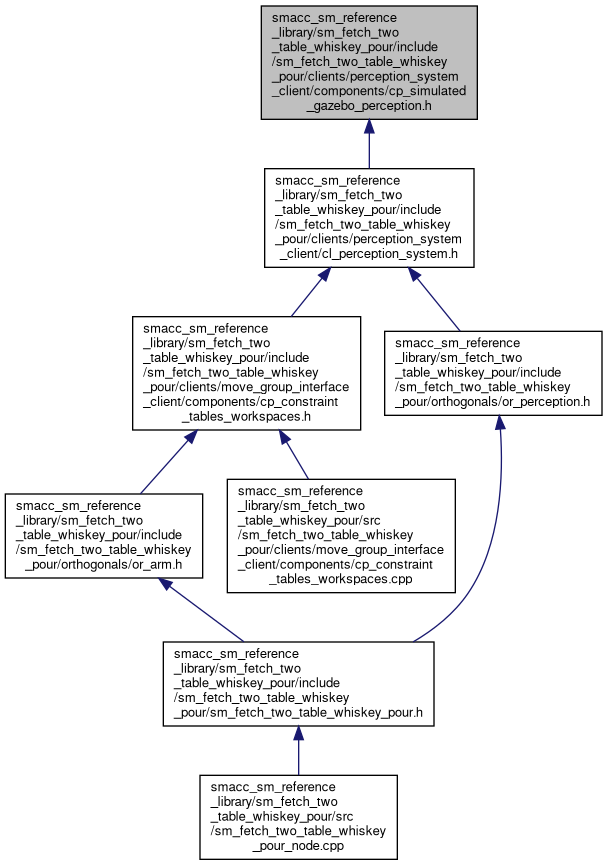 smacc_sm_reference
_library/sm_fetch_two
_table_whiskey_pour/include
/sm_fetch_two_table_whiskey
_pour/clients/perception_system
_client/components/cp_simulated
_gazebo_perception.h
smacc_sm_reference
_library/sm_fetch_two
_table_whiskey_pour/include
/sm_fetch_two_table_whiskey
_pour/clients/perception_system
_client/cl_perception_system.h
smacc_sm_reference
_library/sm_fetch_two
_table_whiskey_pour/include
/sm_fetch_two_table_whiskey
_pour/clients/move_group_interface
_client/components/cp_constraint
_tables_workspaces.h
smacc_sm_reference
_library/sm_fetch_two
_table_whiskey_pour/include
/sm_fetch_two_table_whiskey
_pour/orthogonals/or_perception.h
smacc_sm_reference
_library/sm_fetch_two
_table_whiskey_pour/include
/sm_fetch_two_table_whiskey
_pour/orthogonals/or_arm.h
smacc_sm_reference
_library/sm_fetch_two
_table_whiskey_pour/src
/sm_fetch_two_table_whiskey
_pour/clients/move_group_interface
_client/components/cp_constraint
_tables_workspaces.cpp
smacc_sm_reference
_library/sm_fetch_two
_table_whiskey_pour/include
/sm_fetch_two_table_whiskey
_pour/sm_fetch_two_table_whiskey_pour.h
smacc_sm_reference
_library/sm_fetch_two
_table_whiskey_pour/src
/sm_fetch_two_table_whiskey
_pour_node.cpp